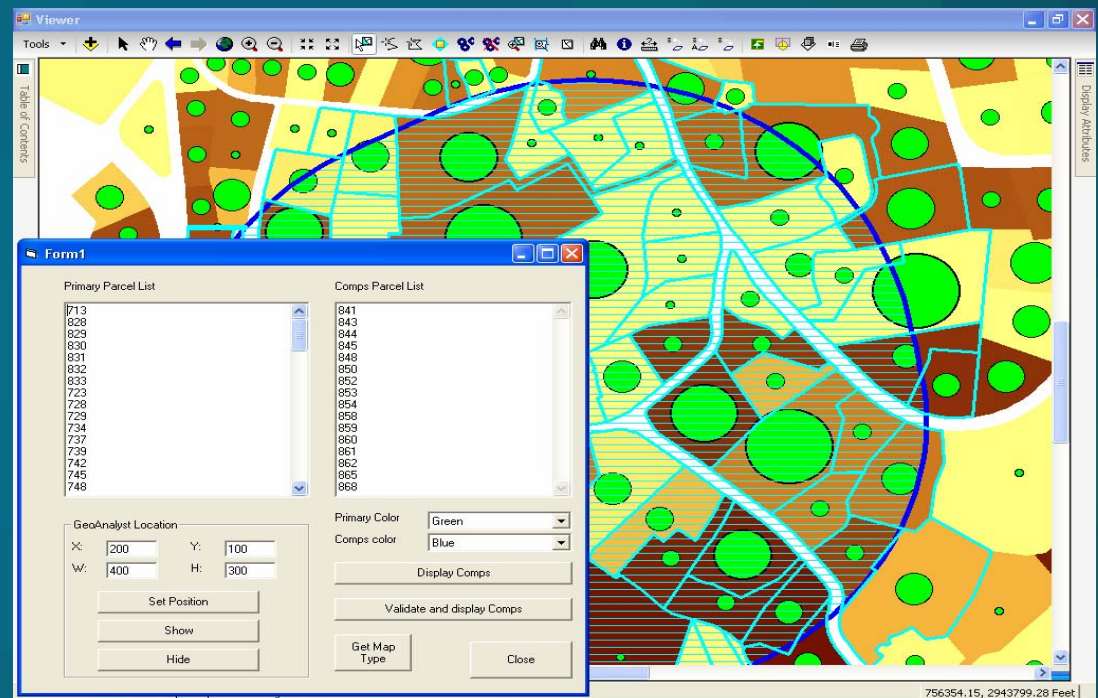 Viewer
Tools
Table of Contents
Display Attributes
Form1
Primary Parcel List
Comps Parcel List
713
828
829
830
831
832
833
723
728
729
734
737
739
742
745
748
841
843
844
845
848
850
852
853
854
858
859
860
861
862
865
868
GeoAnalyst Location
X: 200 Y: 100
W: 400 H: 300
Set Position
Show
Hide
Primary Color Green
Comps color Blue
Display Comps
Validate and display Comps
Get Map
Type
Close
756354.15, 2943799.28 Feet